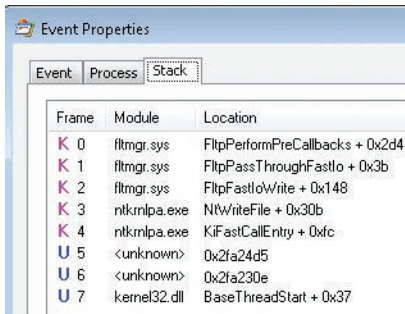 Event Properties
Event Process Stack
Frame Module Location
K 0 fltmgr.sys FltpPerformPreCallbacks + 0x2d4
K 1 fltmgr.sys FltpPassThroughFastIo + 0x3b
K 2 fltmgr.sys FltpFastIoWrite + 0x148
K 3 ntkrnlpa.exe NtWriteFile + 0x30b
K 4 ntkrnlpa.exe KiFastCallEntry + 0xfc
U 5 <unknown> 0x2fa24d5
U 6 <unknown> 0x2fa230e
U 7 kernel32.dll BaseThreadStart + 0x37